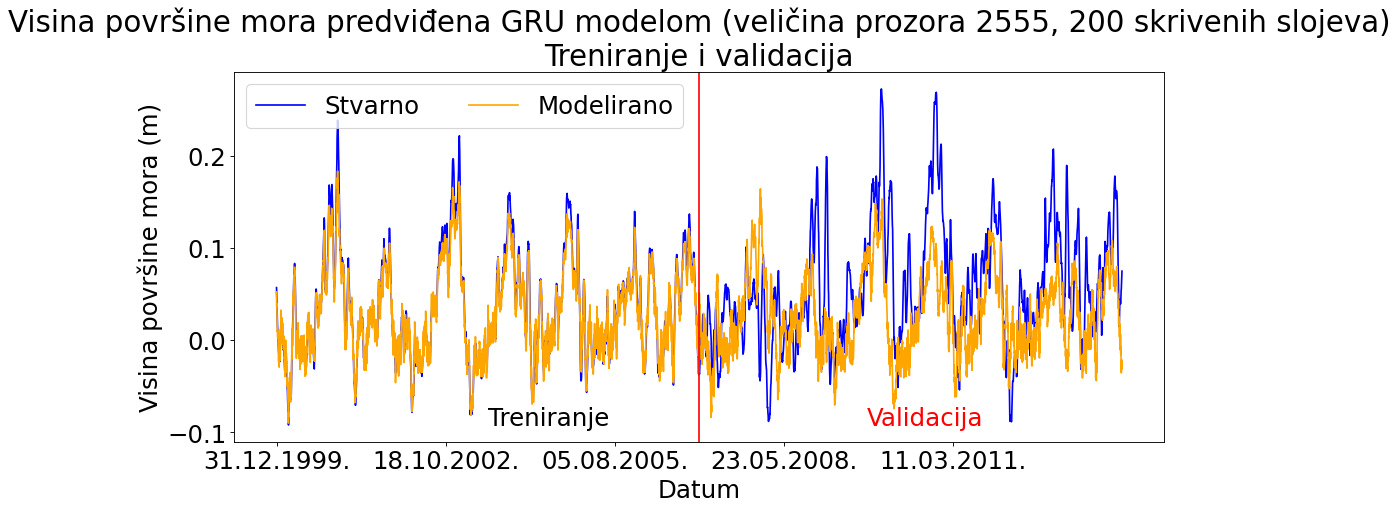 Visina površine mora predviđena GRU modelom (veličina prozora 2555, 200 skrivenih slojeva)
Treniranje i validacija
Stvarno
Modelirano
Visina površine mora (m)
0.2
0.1
0.0
−0.1
Treniranje
Validacija
31.12.1999.
18.10.2002.
05.08.2005.
23.05.2008.
11.03.2011.
Datum